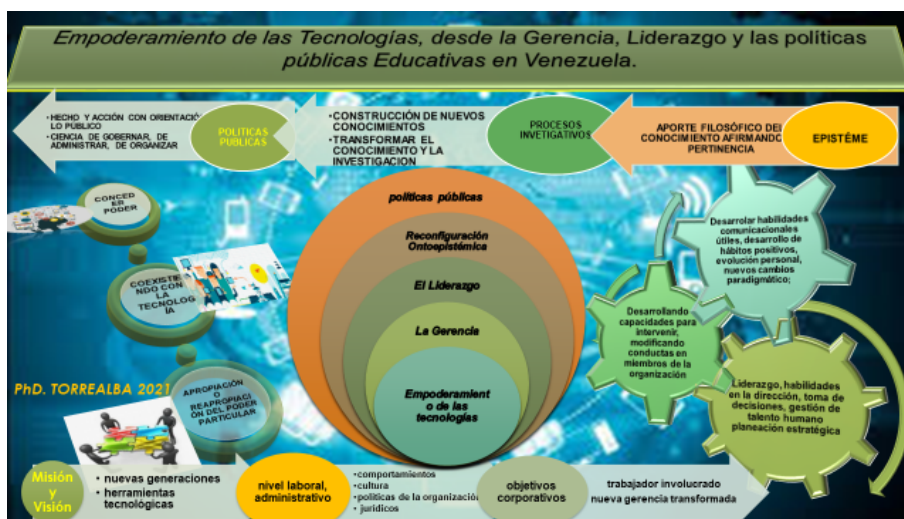 Empoderamiento de las Tecnologías, desde la Gerencia, Liderazgo y las políticas
públicas Educativas en Venezuela.
• HECHO Y ACCIÓN CON ORIENTACIÓ
LO PÚBLICO
• CIENCIA DE GOBERNAR, DE
ADMINISTRAR, DE ORGANIZAR
POLITICAS
PÚBLICAS
• CONSTRUCCIÓN DE NUEVOS
CONOCIMIENTOS
• TRANSFORMAR EL
CONOCIMIENTO Y LA
INVESTIGACION
PROCESOS
INVETIGATIVOS
APORTE FILOSÓFICO DEL
CONOCIMIENTO AFIRMANDO
PERTINENCIA
EPISTÉME
CONCED
ER
PODER
COEXISTIE
NDO CON
LA
TECNOLOG
IA
APROPIACIÓN
O
REAPROPIACI
ÓN DEL PODER
PARTICULAR
PhD. TORREALBA 2021
políticas públicas
Reconfiguración
Ontoepistémica
El Liderazgo
La Gerencia
Empoderamient
o de las
tecnologías
Desarrolar habilidades
comunicacionales
útiles, desarrollo de
hábitos positivos,
evolución personal,
nuevos cambios
paradigmático;
Desarrollando
capacidades para
intervenir,
modificando
conductas en
miembros de la
organización
Liderazgo, habilidades
en la dirección, toma de
decisiones, gestión de
talento humano
planeación estratégica
Misión
y
Visión
• nuevas generaciones
• herramientas
tecnológicas
nivel laboral,
administrativo
• comportamientos
• cultura
• políticas de la organización
• jurídicos
objetivos
corporativos
trabajador involucrado
nueva gerencia transformada